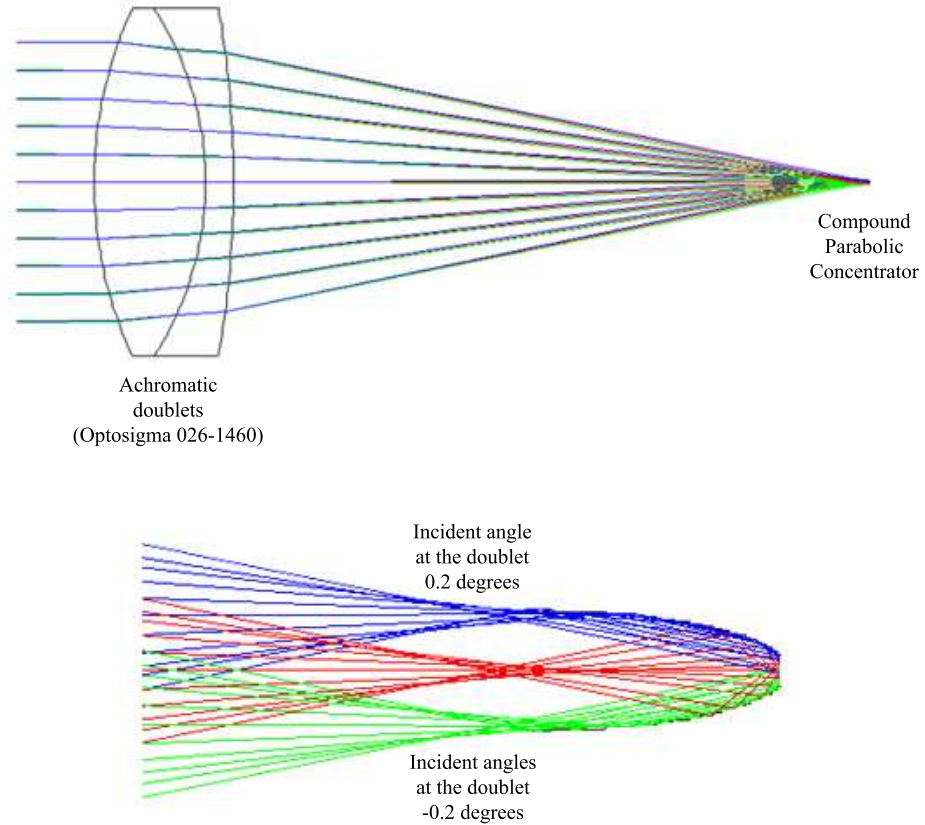 Compound
Parabolic
Concentrator
Achromatic
doublets
(Optosigma 026-1460)
Incident angle
at the doublet
0.2 degrees
Incident angles
at the doublet
-0.2 degrees